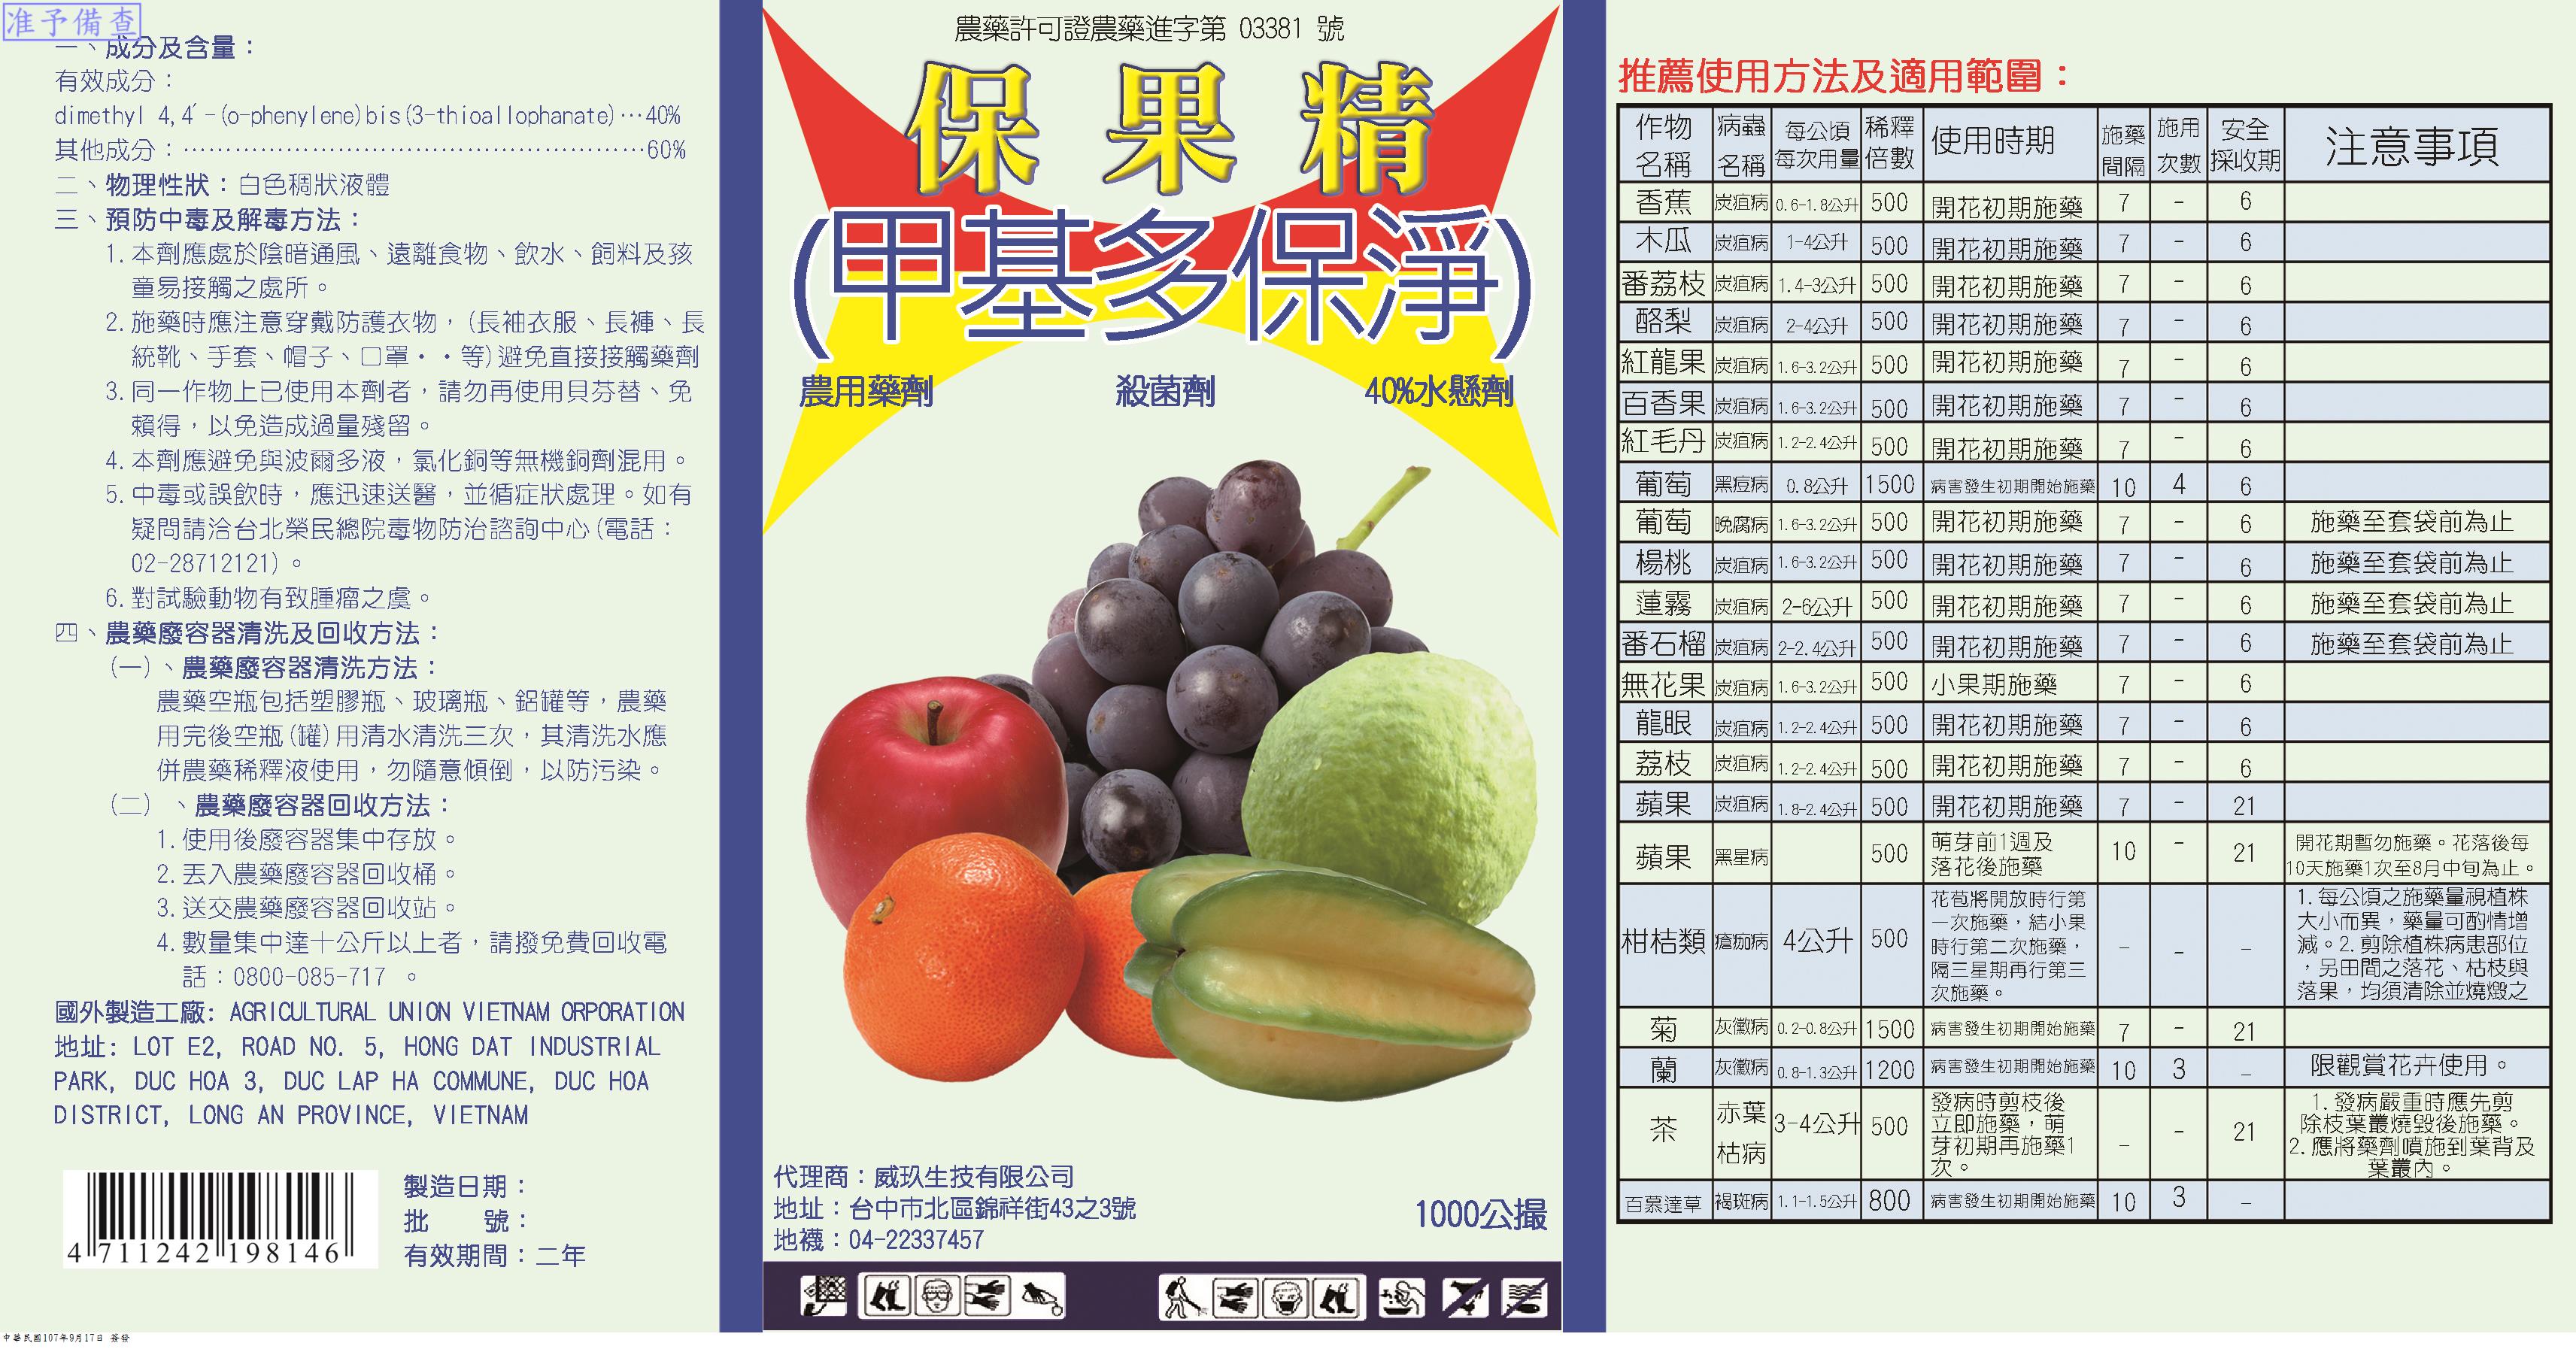 准予備查
一、成分及含量：
有效成分：
dimethyl 4,4´-(o-phenylene)bis(3-thioallophanate)…40%
其他成分：……………………………………………60%
二、物理性狀：白色稠狀液體
三、預防中毒及解毒方法：
1.本劑應處於陰暗通風、遠離食物、飲水、飼料及孩
童易接觸之處所。
2.施藥時應注意穿戴防護衣物，(長袖衣服、長褲、長
統靴、手套、帽子、口罩‧‧等)避免直接接觸藥劑
3.同一作物上已使用本劑者，請勿再使用貝芬替、免
賴得，以免造成過量殘留。
4.本劑應避免與波爾多液，氯化銅等無機銅劑混用。
5.中毒或誤飲時，應迅速送醫，並循症狀處理。如有
疑問請洽台北榮民總院毒物防治諮詢中心(電話：
02-28712121)。
6.對試驗動物有致腫瘤之虞。
四、農藥廢容器清洗及回收方法：
(一)、農藥廢容器清洗方法：
農藥空瓶包括塑膠瓶、玻璃瓶、鋁罐等，農藥
用完後空瓶(罐)用清水清洗三次，其清洗水應
併農藥稀釋液使用，勿隨意傾倒，以防污染。
(二) 、農藥廢容器回收方法：
1.使用後廢容器集中存放。
2.丟入農藥廢容器回收桶。
3.送交農藥廢容器回收站。
4.數量集中達十公斤以上者，請撥免費回收電
話：0800-085-717 。
國外製造工廠: AGRICULTURAL UNION VIETNAM ORPORATION
地址: LOT E2, ROAD NO. 5, HONG DAT INDUSTRIAL
PARK, DUC HOA 3, DUC LAP HA COMMUNE, DUC HOA
DISTRICT, LONG AN PROVINCE, VIETNAM
4 711242 198146
製造日期：
批　　號：
有效期間：二年
中華民國107年9月17日 簽發
農藥許可證農藥進字第 03381 號
保果精
(甲基多保淨)
農用藥劑 殺菌劑 40%水懸劑
代理商：威玖生技有限公司
地址：台中市北區錦祥街43之3號
地襪：04-22337457
1000公撮
推薦使用方法及適用範圍：
作物名稱 病蟲名稱 每公頃每次用量 稀釋倍數 使用時期 施藥間隔 施用次數 安全採收期 注意事項
香蕉 炭疽病 0.6-1.8公升 500 開花初期施藥 7 - 6
木瓜 炭疽病 1-4公升 500 開花初期施藥 7 - 6
番荔枝 炭疽病 1.4-3公升 500 開花初期施藥 7 - 6
酪梨 炭疽病 2-4公升 500 開花初期施藥 7 - 6
紅龍果 炭疽病 1.6-3.2公升 500 開花初期施藥 7 - 6
百香果 炭疽病 1.6-3.2公升 500 開花初期施藥 7 - 6
紅毛丹 炭疽病 1.2-2.4公升 500 開花初期施藥 7 - 6
葡萄 黑痘病 0.8公升 1500 病害發生初期開始施藥 10 4 6
葡萄 晚腐病 1.6-3.2公升 500 開花初期施藥 7 - 6 施藥至套袋前為止
楊桃 炭疽病 1.6-3.2公升 500 開花初期施藥 7 - 6 施藥至套袋前為止
蓮霧 炭疽病 2-6公升 500 開花初期施藥 7 - 6 施藥至套袋前為止
番石榴 炭疽病 2-2.4公升 500 開花初期施藥 7 - 6 施藥至套袋前為止
無花果 炭疽病 1.6-3.2公升 500 小果期施藥 7 - 6
龍眼 炭疽病 1.2-2.4公升 500 開花初期施藥 7 - 6
荔枝 炭疽病 1.2-2.4公升 500 開花初期施藥 7 - 6
蘋果 炭疽病 1.8-2.4公升 500 開花初期施藥 7 - 21
蘋果 黑星病 500 萌芽前1週及落花後施藥 10 - 21 開花期暫勿施藥。花落後每10天施藥1次至8月中旬為止。
柑桔類 瘡痂病 4公升 500 花苞將開放時行第一次施藥，結小果時行第二次施藥，隔三星期再行第三次施藥。 - - - 1.每公頃之施藥量視植株大小而異，藥量可酌情增減。2.剪除植株病患部位，另田間之落花、枯枝與落果，均須清除並燒燬之
菊 灰黴病 0.2-0.8公升 1500 病害發生初期開始施藥 7 - 21
蘭 灰黴病 0.8-1.3公升 1200 病害發生初期開始施藥 10 3 - 限觀賞花卉使用。
茶 赤葉枯病 3-4公升 500 發病時剪枝後立即施藥，萌芽初期再施藥1次。 - - 21 1.發病嚴重時應先剪除枝葉叢燒毀後施藥。2.應將藥劑噴施到葉背及葉叢內。
百慕達草 褐斑病 1.1-1.5公升 800 病害發生初期開始施藥 10 3 -